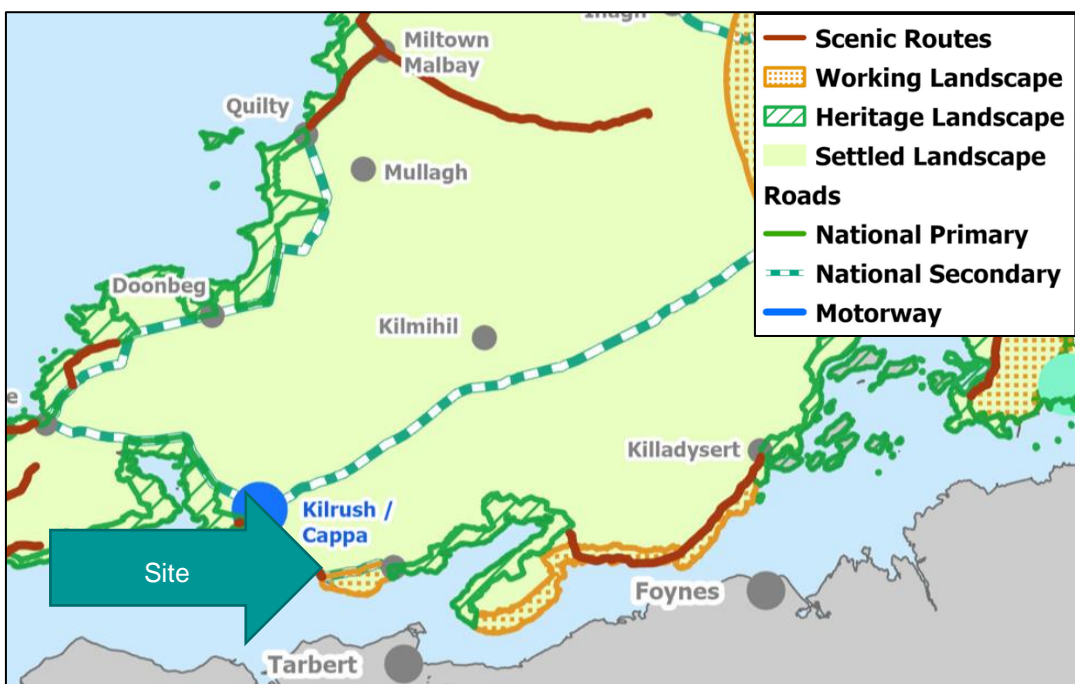 Inagh
Miltown
Malbay
Quilty
Mullagh
Doonbeg
Kilmihil
e
Killadysert
Kilrush /
Cappa
Site
Foynes
Tarbert
Scenic Routes
Working Landscape
Heritage Landscape
Settled Landscape
Roads
National Primary
National Secondary
Motorway